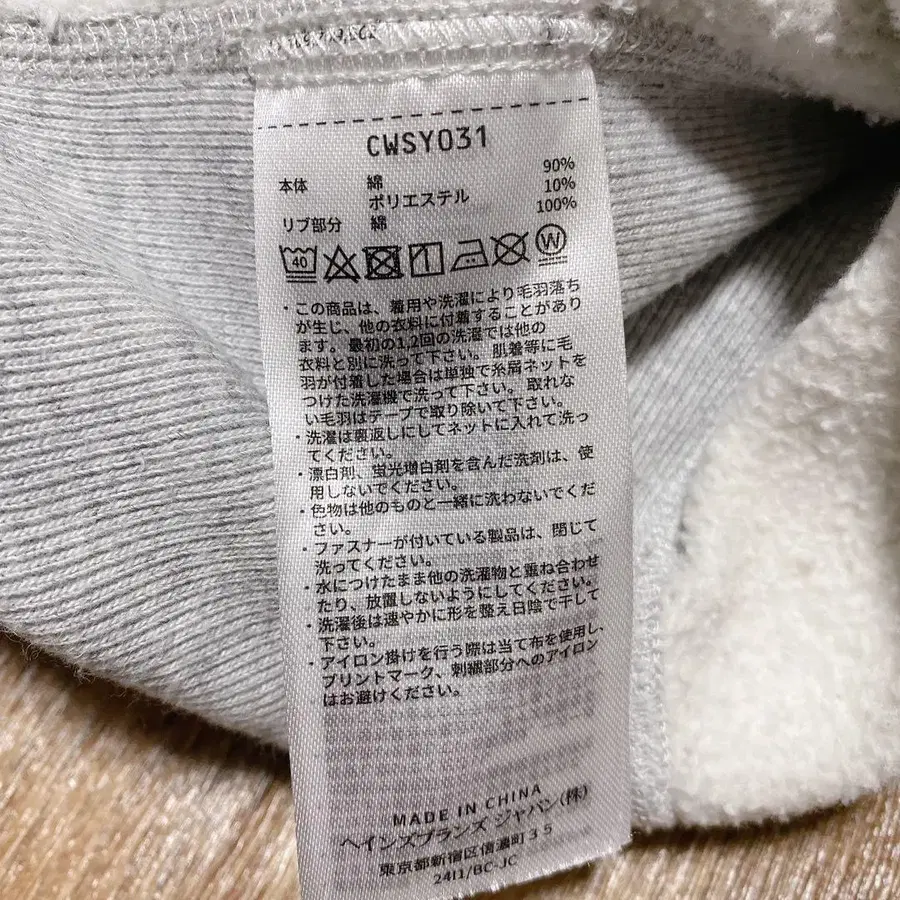 CWSY031
本体 綿 90%
ポリエステル 10%
リブ部分 綿 100%
40 W
・この商品は、着用や洗濯により毛羽落ち
が生じ、他の衣料に付着することがあり
ます。最初の1,2回の洗濯では他の
衣料と別に洗って下さい。肌着等に毛
羽が付着した場合は単独で糸屑ネットを
つけた洗濯機で洗って下さい。取れな
い毛羽はテープで取り除いて下さい。
・洗濯は裏返しにしてネットに入れて洗っ
てください。
・漂白剤、蛍光増白剤を含んだ洗剤は、使
用しないでください。
・色物は他のものと一緒に洗わないでくだ
さい。
・ファスナーが付いている製品は、閉じて
洗ってください。
・水につけたまま他の洗濯物と重ね合わせ
たり、放置しないようにしてください。
・洗濯後は速やかに形を整え日陰で干して
下さい。
・アイロン掛けを行う際は当て布を使用し、
プリントマーク、刺繍部分へのアイロン
はお避けください。
MADE IN CHINA
ヘインズブランズ ジャパン(株)
東京都新宿区信濃町35
24I1/BC-JC